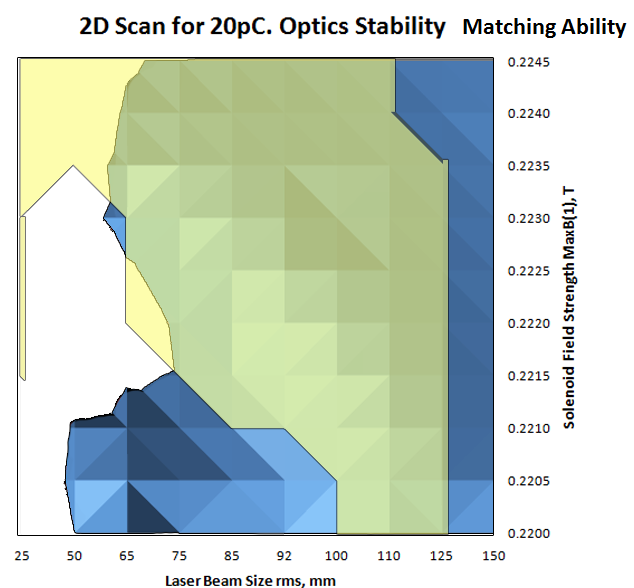 2D Scan for 20pC. Optics Stability Matching Ability
0.2245
0.2240
0.2235
0.2230
0.2225
0.2220
0.2215
0.2210
0.2205
0.2200
Solenoid Field Strength MaxB(1), T
25 50 65 75 85 92 100 110 125 150
Laser Beam Size rms, mm